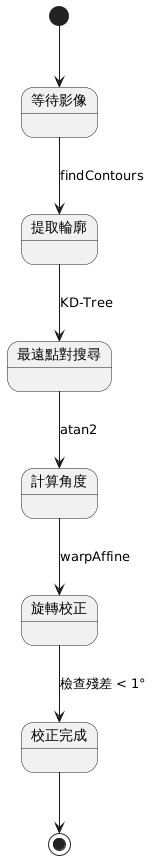 等待影像
findContours
提取輪廓
KD-Tree
最遠點對搜尋
atan2
計算角度
warpAffine
旋轉校正
檢查殘差 < 1°
校正完成